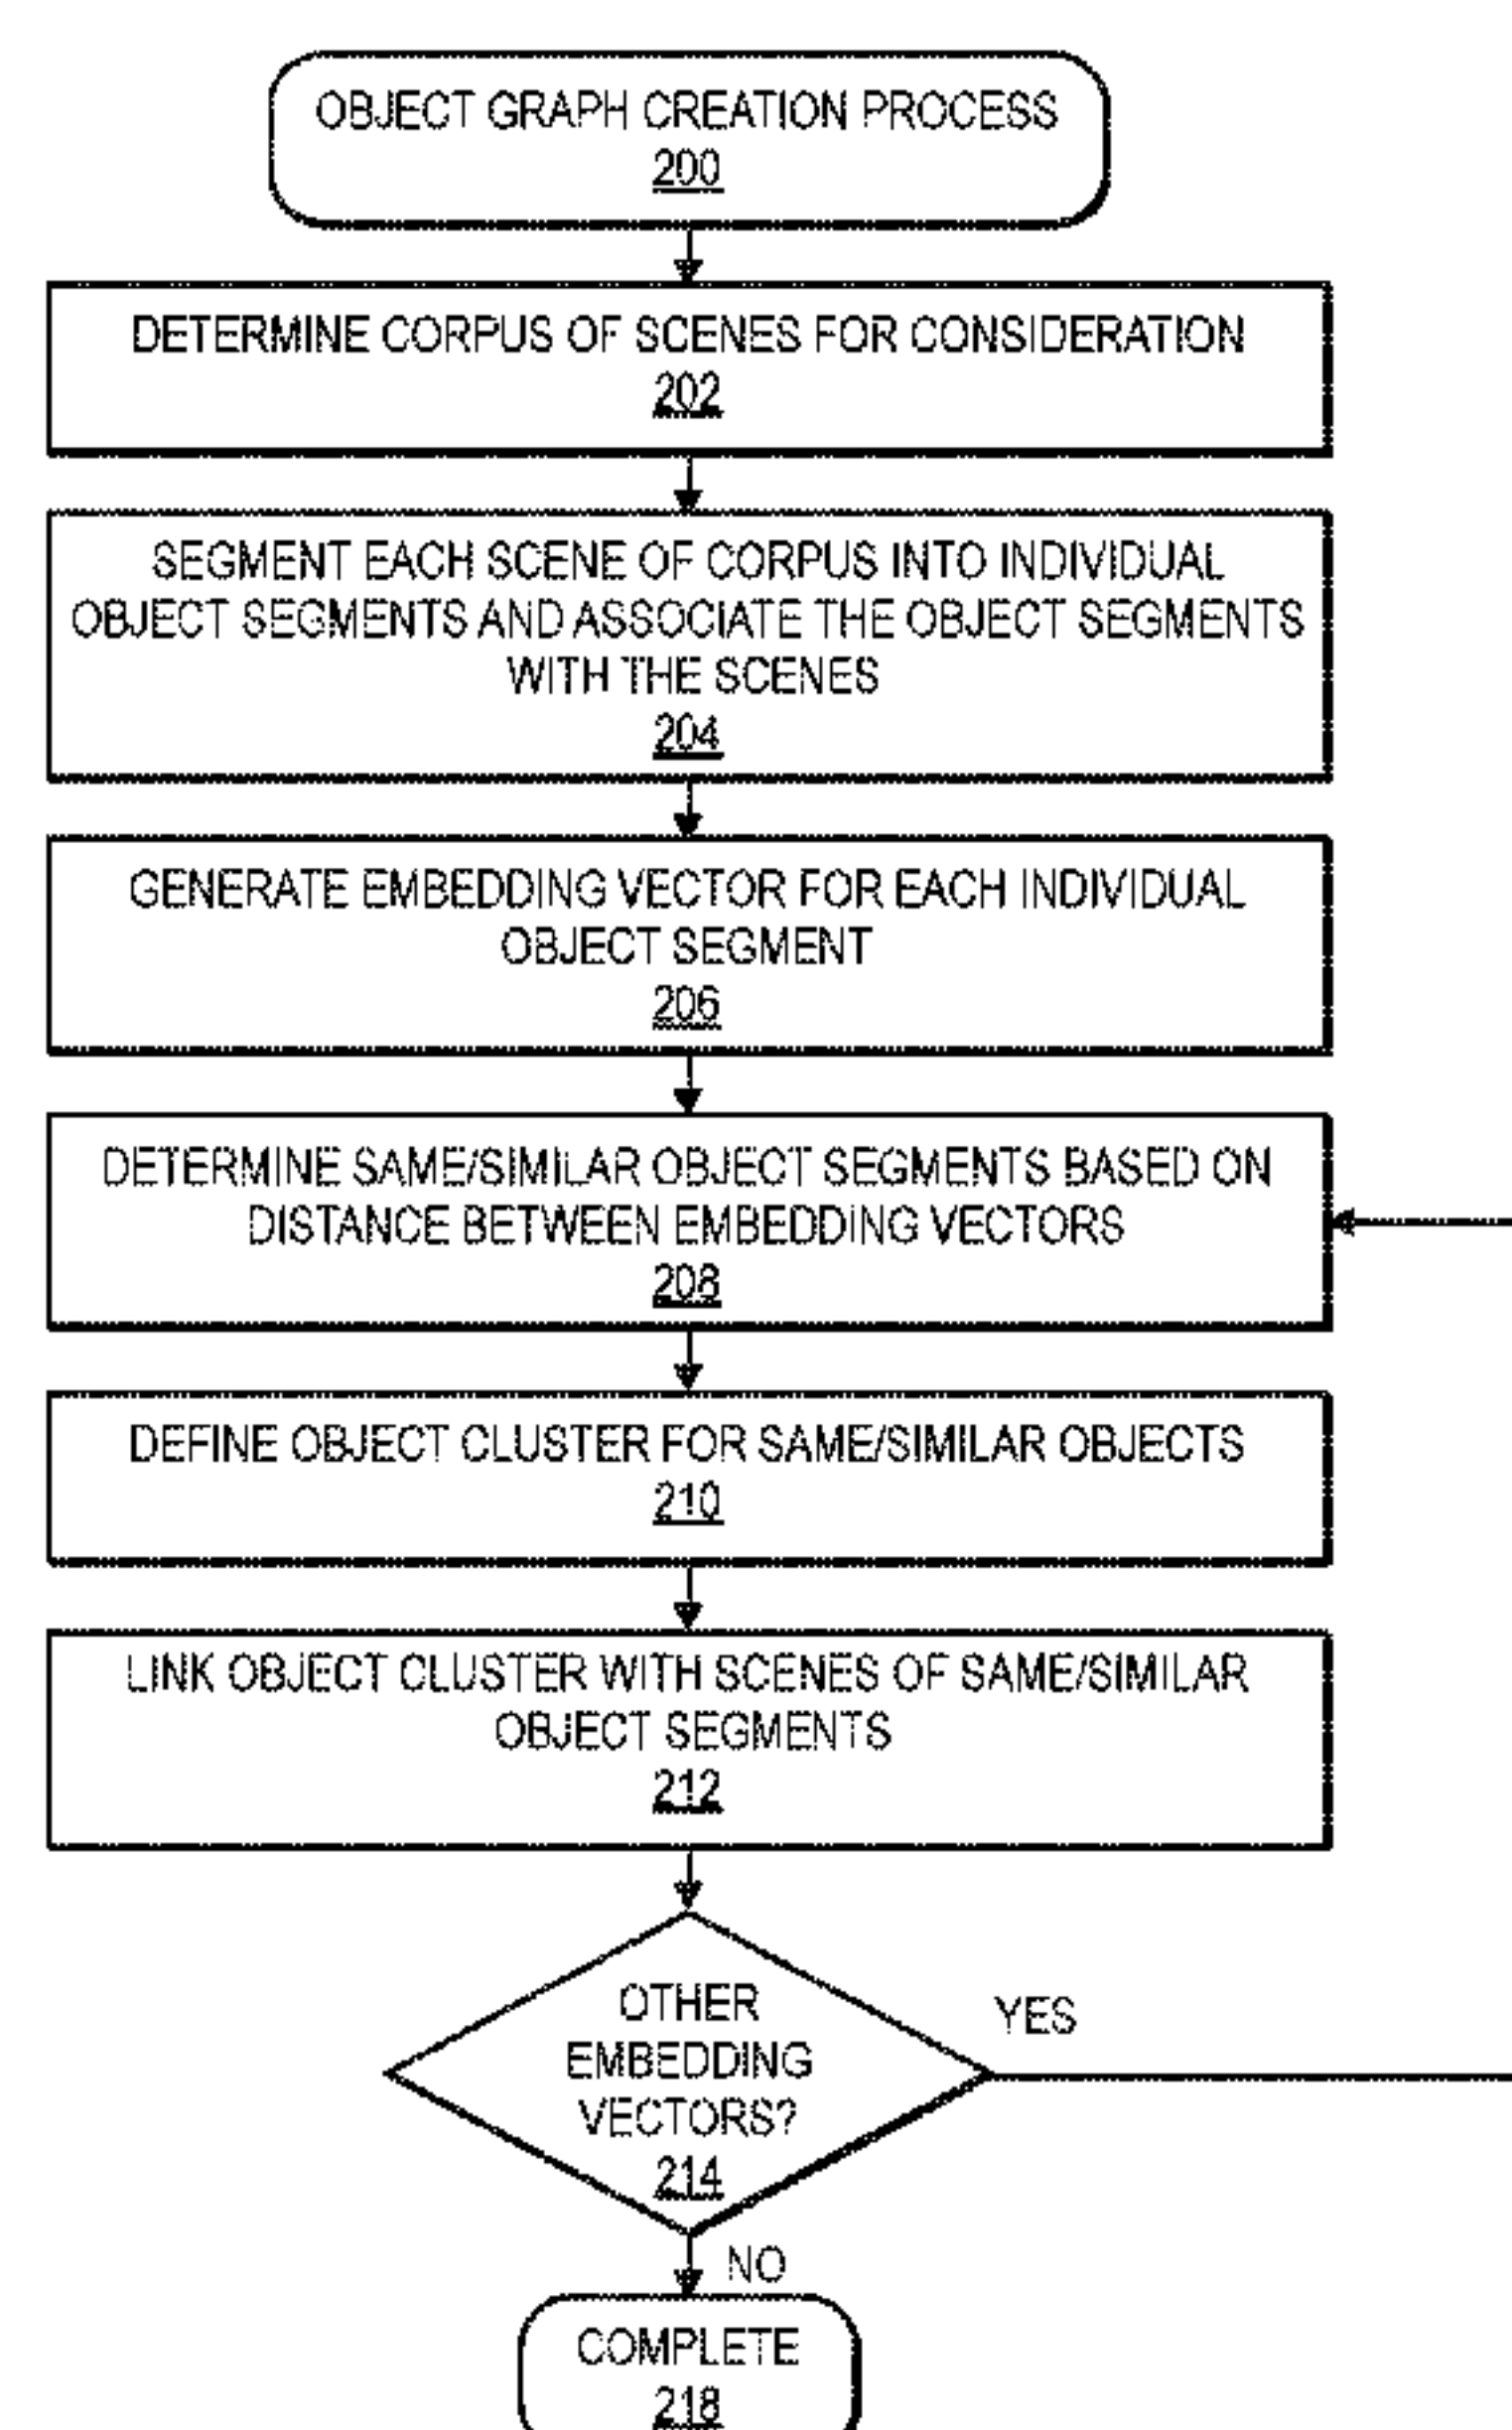 OBJECT GRAPH CREATION PROCESS
200
DETERMINE CORPUS OF SCENES FOR CONSIDERATION
202
SEGMENT EACH SCENE OF CORPUS INTO INDIVIDUAL
OBJECT SEGMENTS AND ASSOCIATE THE OBJECT SEGMENTS
WITH THE SCENES
204
GENERATE EMBEDDING VECTOR FOR EACH INDIVIDUAL
OBJECT SEGMENT
206
DETERMINE SAME/SIMILAR OBJECT SEGMENTS BASED ON
DISTANCE BETWEEN EMBEDDING VECTORS
208
DEFINE OBJECT CLUSTER FOR SAME/SIMILAR OBJECTS
210
LINK OBJECT CLUSTER WITH SCENES OF SAME/SIMILAR
OBJECT SEGMENTS
212
OTHER
EMBEDDING
VECTORS?
214
YES
NO
COMPLETE
218